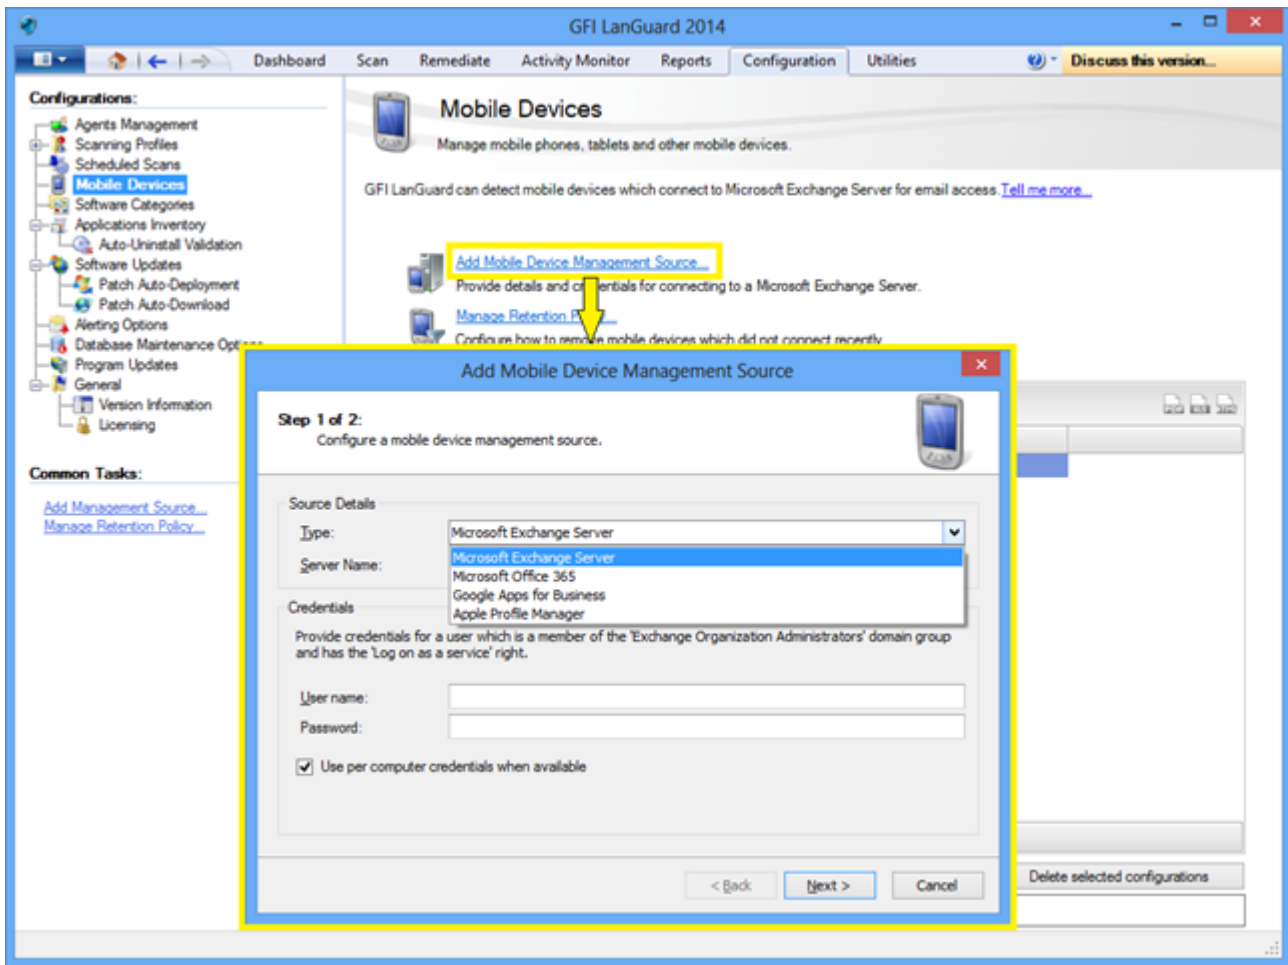 GFI LanGuard 2014
Dashboard Scan Remediate Activity Monitor Reports Configuration Utilities Discuss this version...
Configurations:
Agents Management
Scanning Profiles
Scheduled Scans
Mobile Devices
Software Categories
Applications Inventory
Auto-Uninstall Validation
Software Updates
Patch Auto-Deployment
Patch Auto-Download
Alerting Options
Database Maintenance
Program Updates
General
Version Information
Licensing
Common Tasks:
Add Management Source...
Manage Retention Policy...
Mobile Devices
Manage mobile phones, tablets and other mobile devices.
GFI LanGuard can detect mobile devices which connect to Microsoft Exchange Server for email access. Tell me more...
Add Mobile Device Management Source...
Provide details and for connecting to a Microsoft Exchange Server.
Manage Retention
Configure how to remove mobile devices which did not connect recently
Add Mobile Device Management Source
Step 1 of 2:
Configure a mobile device management source.
Source Details
Type: Microsoft Exchange Server
Microsoft Exchange Server
Server Name:
Microsoft Office 365
Google Apps for Business
Apple Profile Manager
Credentials
Provide credentials for a user which is a member of the 'Exchange Organization Administrators' domain group
and has the 'Log on as a service' right.
User name:
Password:
Use per computer credentials when available
< Back Next > Cancel
Delete selected configurations